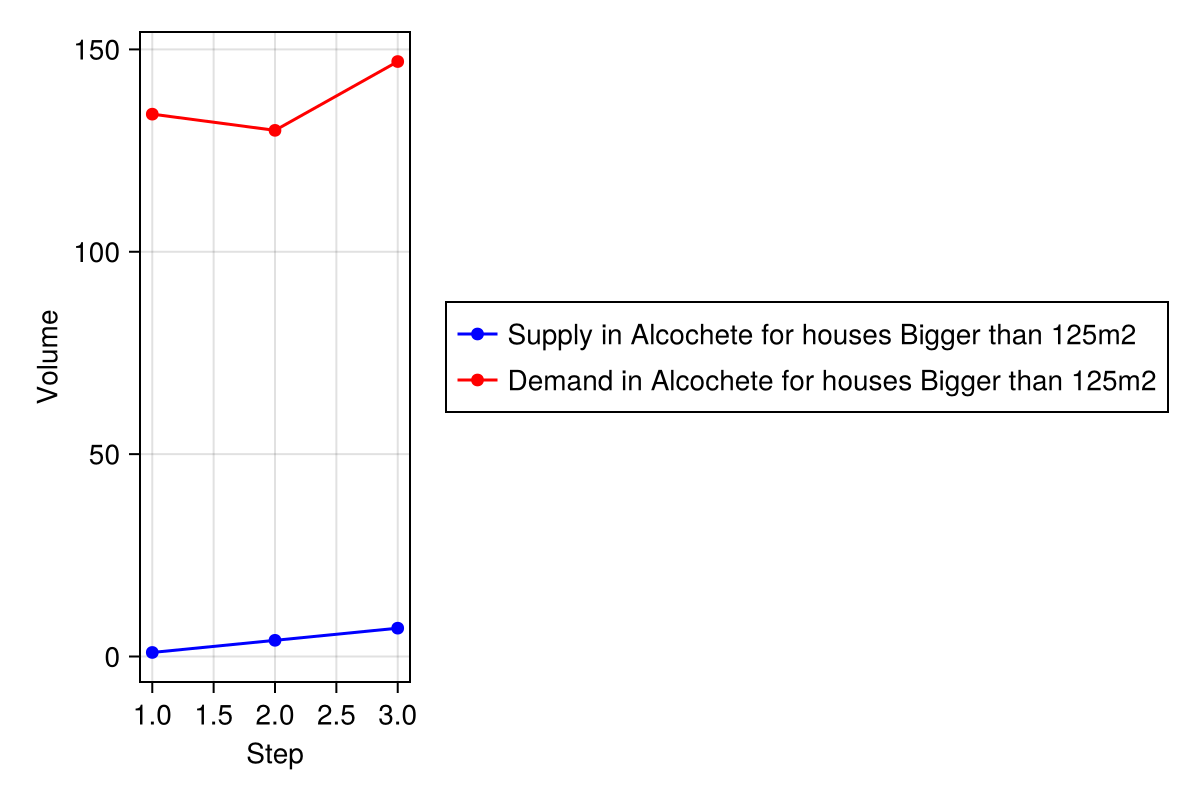 150
100
50
0
Volume
1.0 1.5 2.0 2.5 3.0
Step
Supply in Alcochete for houses Bigger than 125m2
Demand in Alcochete for houses Bigger than 125m2